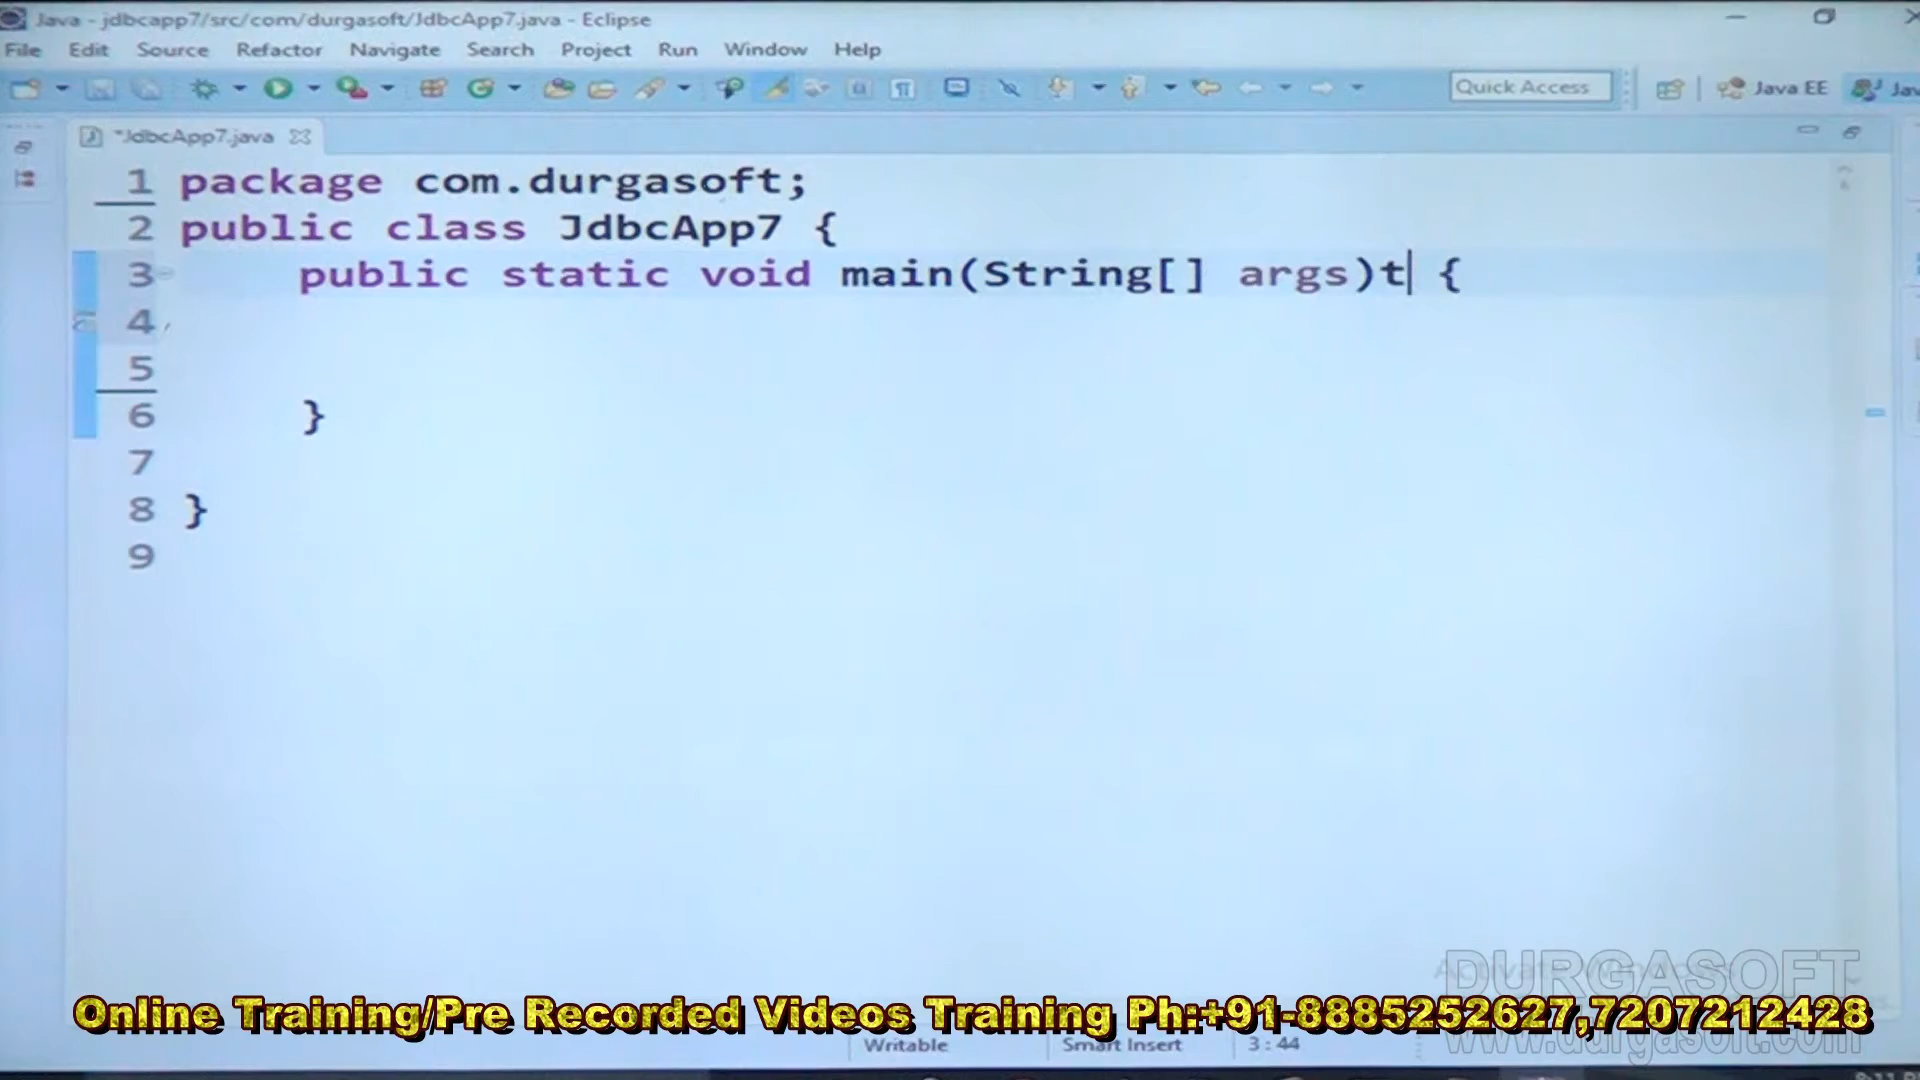 Java - jdbcapp7/src/com/durgasoft/JdbcApp7.java - Eclipse
File Edit Source Refactor Navigate Search Project Run Window Help
Quick Access Java EE
*JdbcApp7.java
1 package com.durgasoft;
2 public class JdbcApp7 {
3 public static void main(String[] args)t {
4
5
6 }
7
8 }
9
DURGASOFT
Online Training/Pre Recorded Videos Training Ph:+91-8885252627,7207212428
Writable Smart Insert 3 : 44
www.durgasoft.com